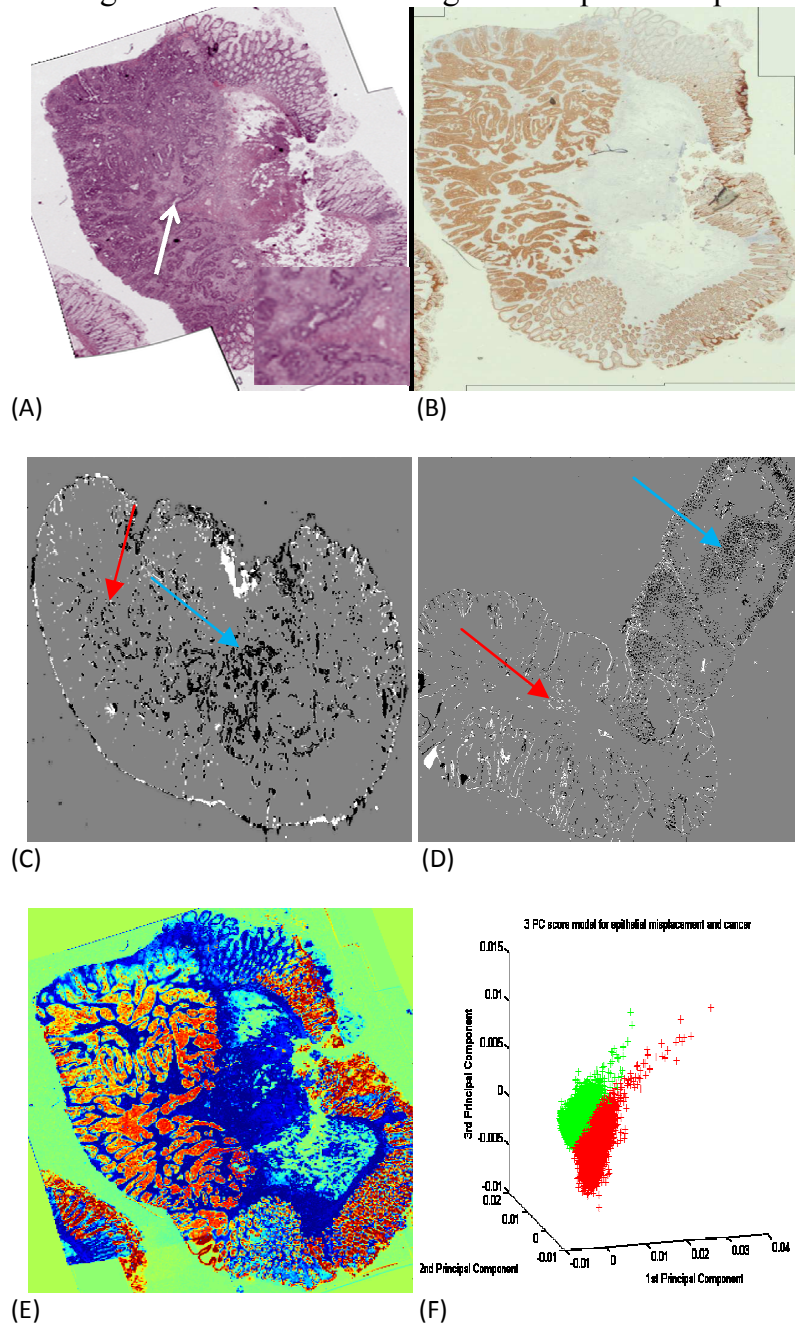 (A) (B)
(C) (D)
3 PC score model for epithelial misplacement and cancer
0.015
0.01
0.005
0
-0.005
-0.01
3rd Principal Component
0.02
0.01
0
-0.01
2nd Principal Component
-0.01 0 0.01 0.02 0.03 0.04
1st Principal Component
(E) (F)